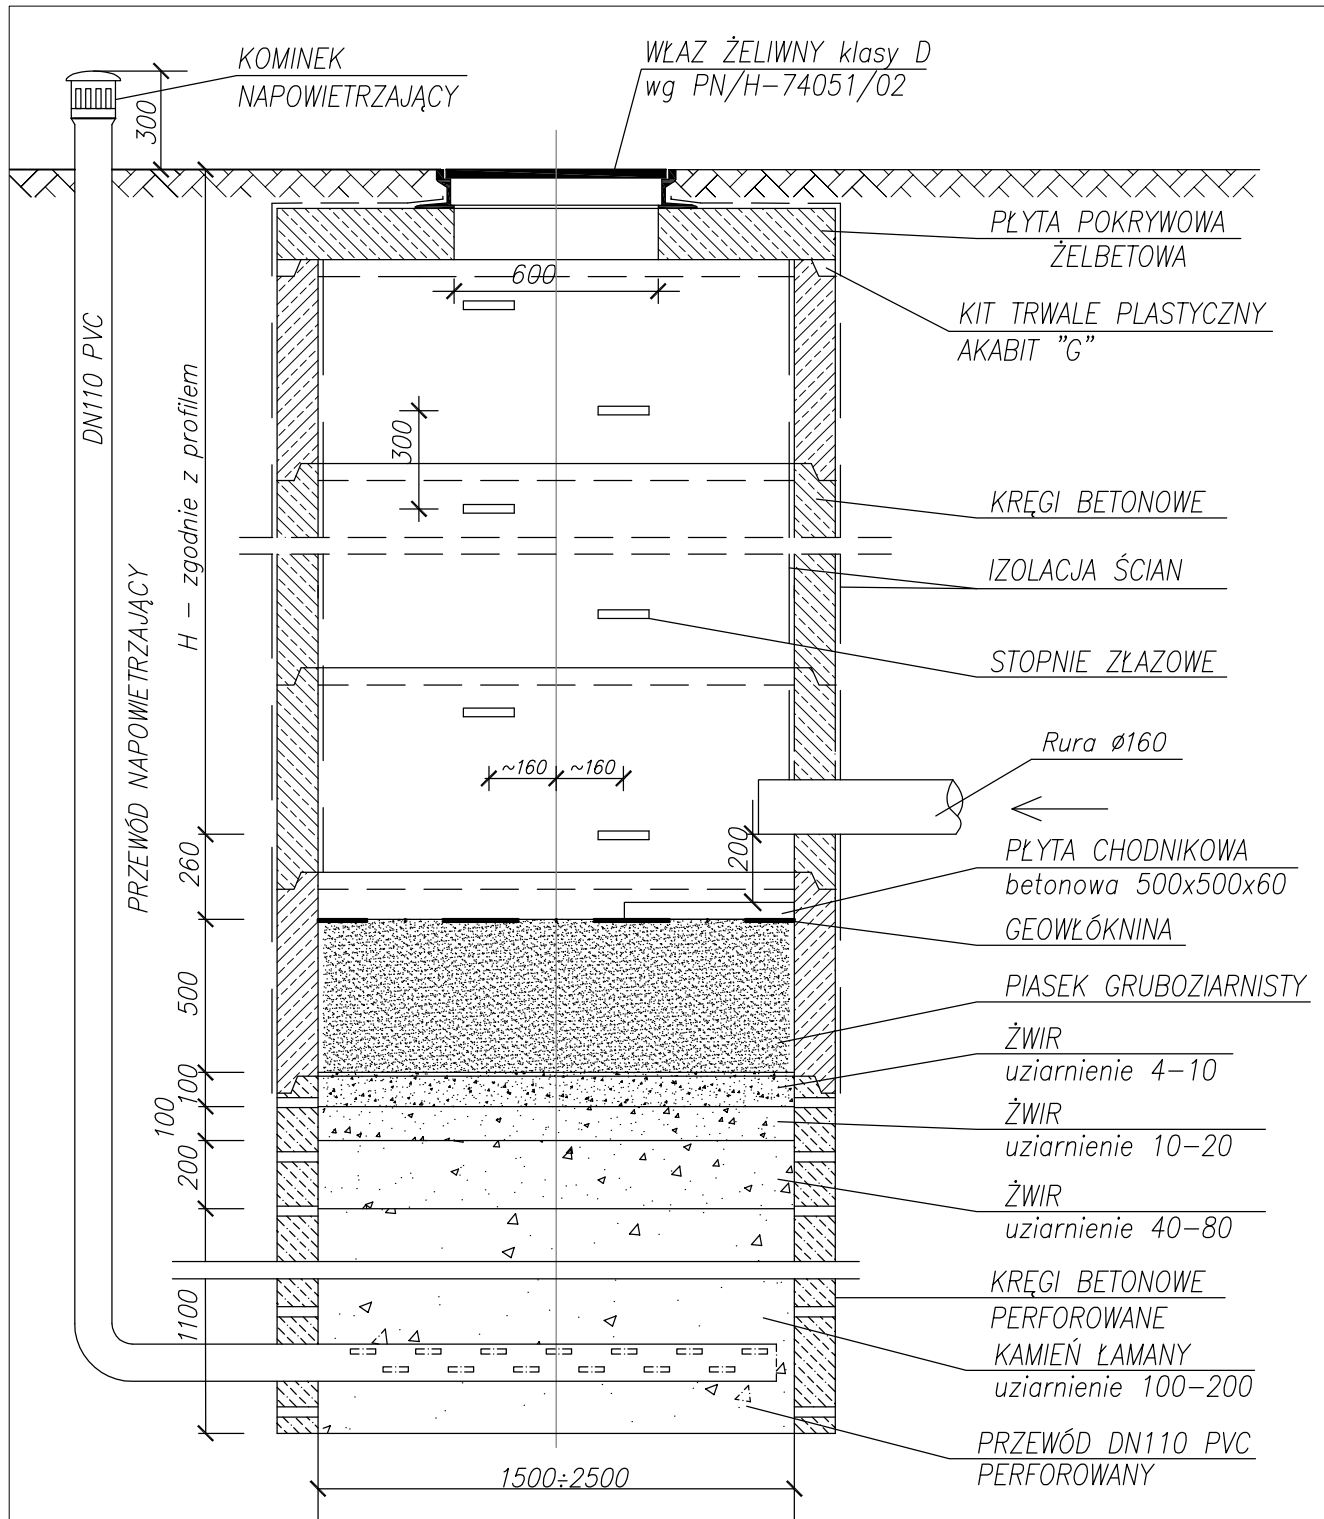 KOMINEK
NAPOWIETRZAJĄCY
WŁAZ ŻELIWNY klasy D
wg PN/H-74051/02
300
PŁYTA POKRYWOWA
ŻELBETOWA
600
KIT TRWALE PLASTYCZNY
AKABIT "G"
DN110 PVC
H - zgodnie z profilem
300
KRĘGI BETONOWE
IZOLACJA ŚCIAN
PRZEWÓD NAPOWIETRZAJĄCY
STOPNIE ZŁAZOWE
Rura ø160
~160
~160
200
260
PŁYTA CHODNIKOWA
betonowa 500x500x60
GEOWŁÓKNINA
500
PIASEK GRUBOZIARNISTY
ŻWIR
uziarnienie 4-10
100
100
ŻWIR
uziarnienie 10-20
200
ŻWIR
uziarnienie 40-80
KRĘGI BETONOWE
PERFOROWANE
1100
KAMIEŃ ŁAMANY
uziarnienie 100-200
PRZEWÓD DN110 PVC
PERFOROWANY
1500÷2500